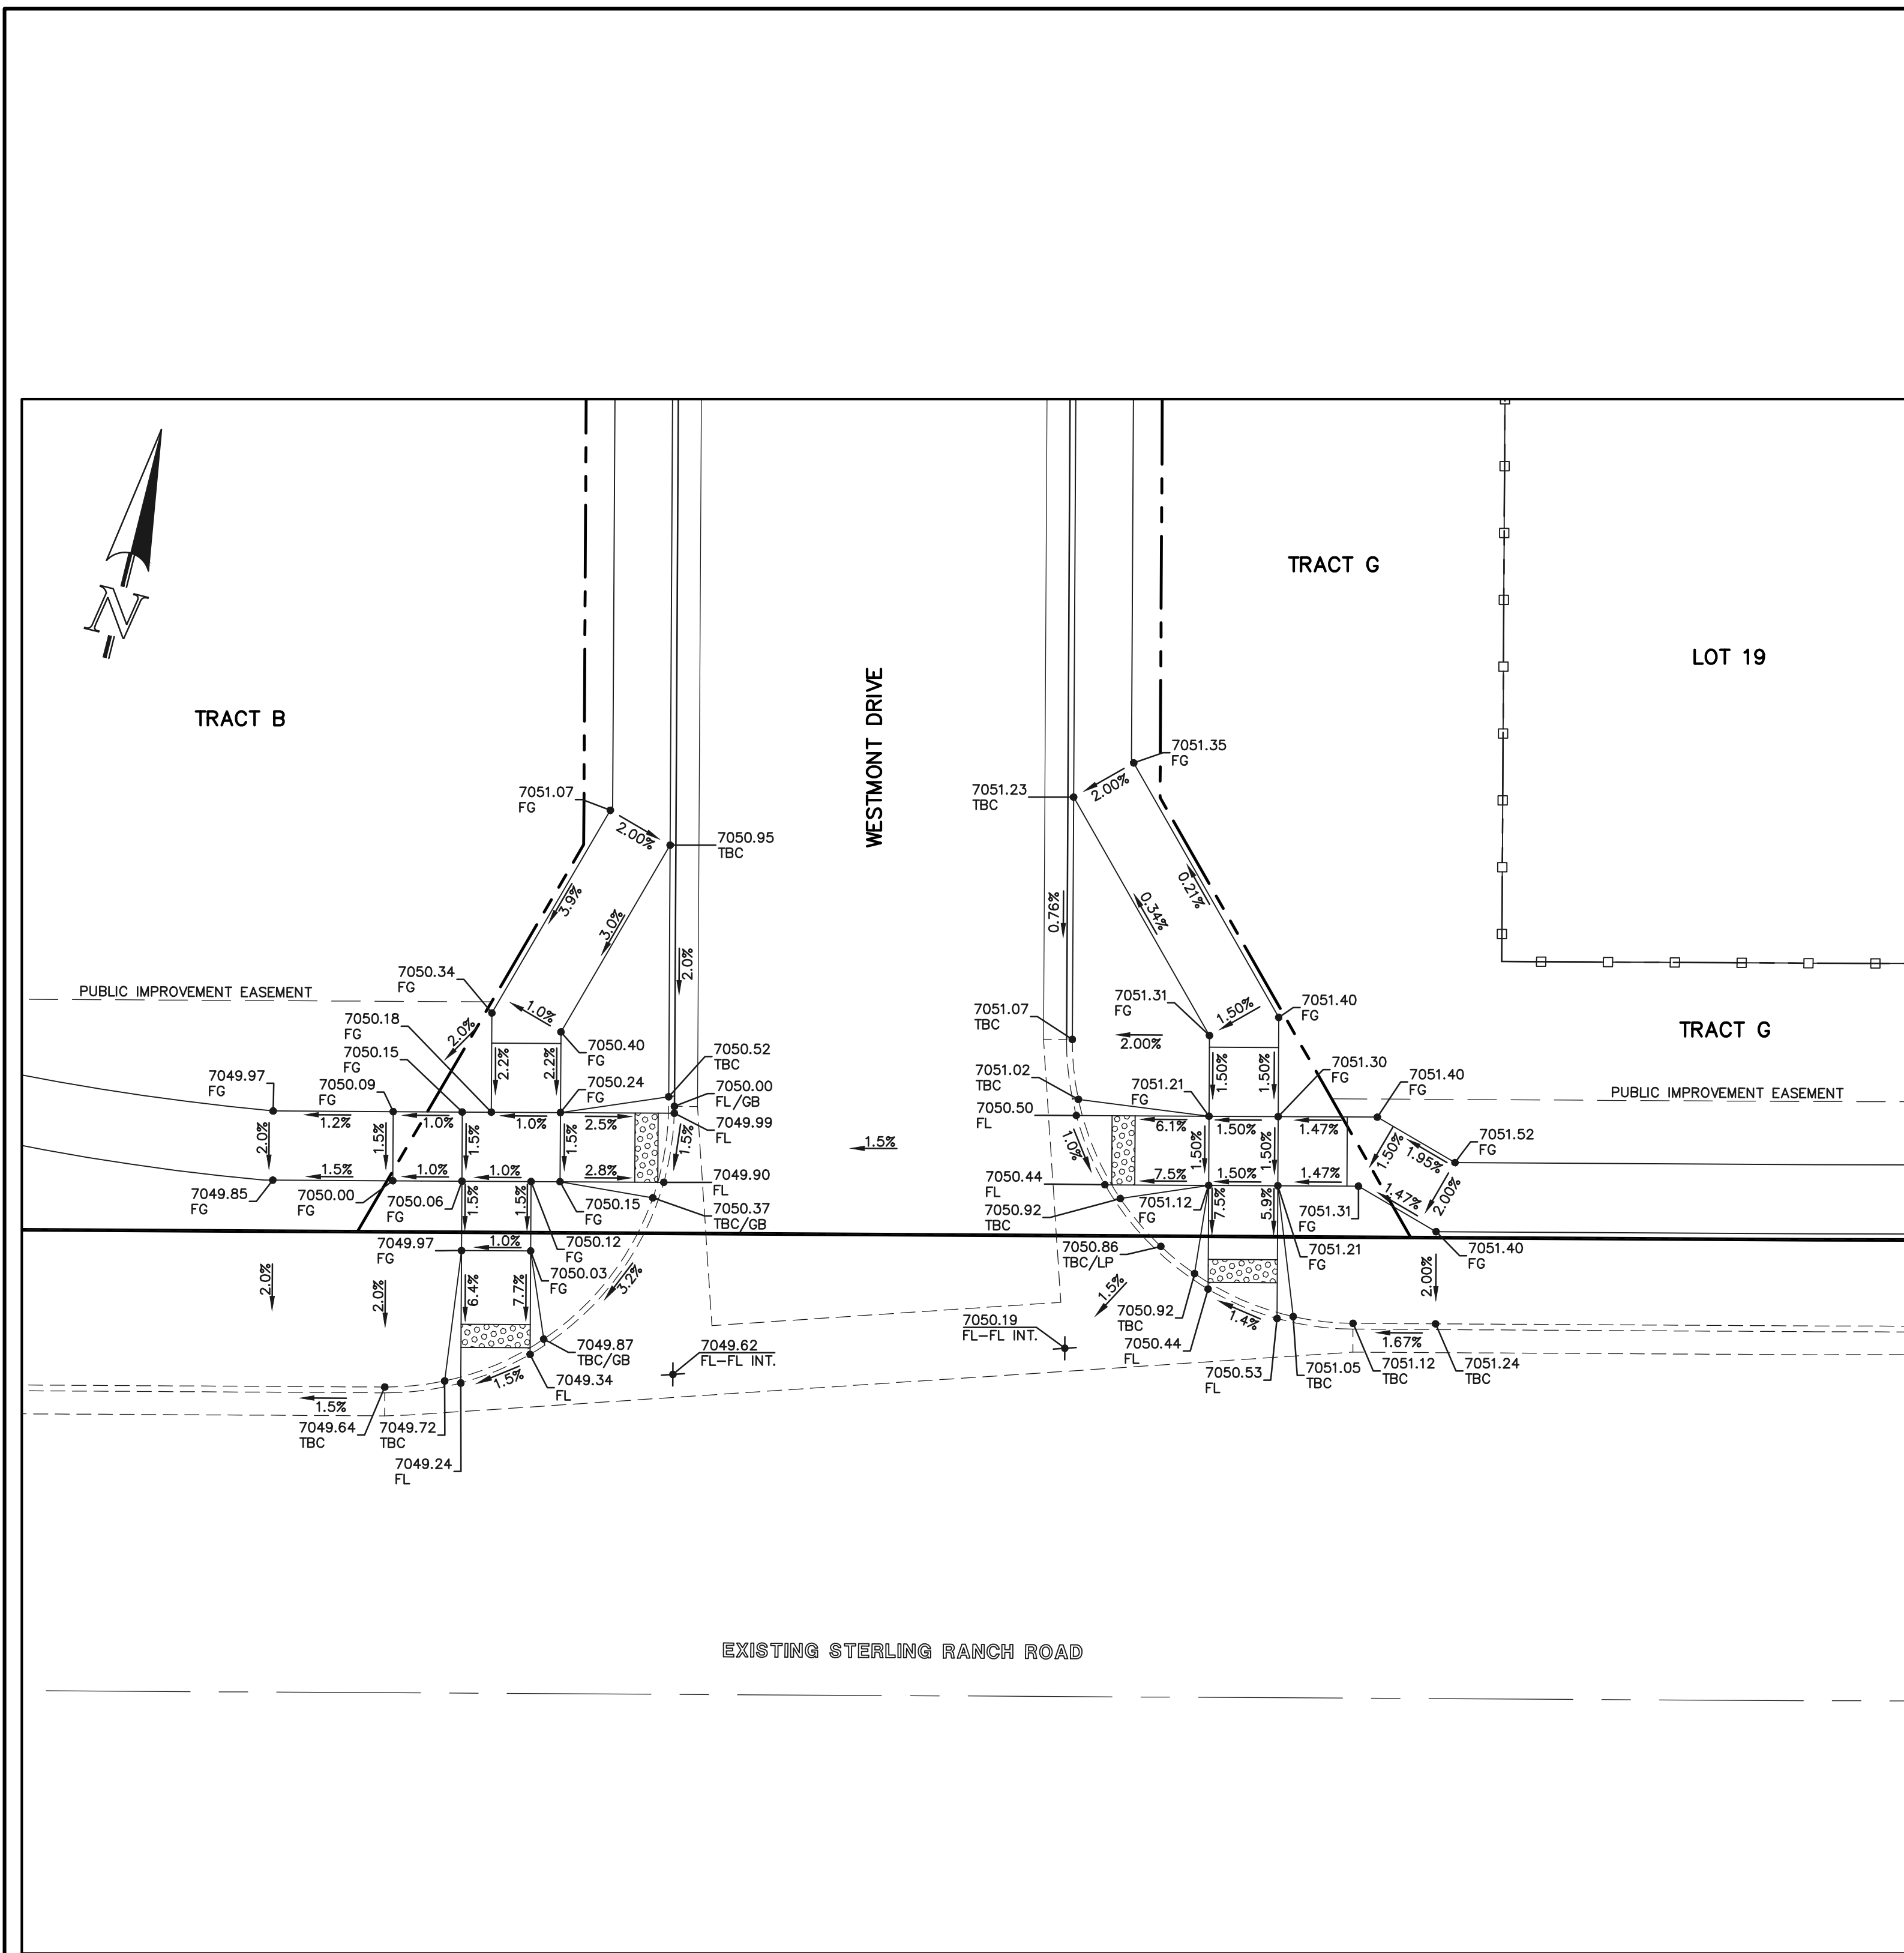 N
TRACT B
WESTMONT DRIVE
TRACT G
LOT 19
TRACT G
7051.07
FG
2.00%
7050.95
TBC
3.9%
3.0%
2.0%
7050.34
FG
PUBLIC IMPROVEMENT EASEMENT
1.0%
2.0%
7050.18
FG
7050.15
FG
2.2%
2.2%
7050.40
FG
7050.52
TBC
7049.97
FG
7050.09
FG
7050.24
FG
7050.00
FL/GB
7049.99
FL
1.2%
1.0%
1.0%
2.5%
2.0%
1.5%
1.5%
1.5%
1.5%
1.5%
1.0%
1.0%
2.8%
7049.90
FL
7049.85
FG
7050.00
FG
7050.06
FG
1.5%
1.5%
7050.15
FG
7050.37
TBC/GB
7049.97
FG
1.0%
7050.12
FG
7050.03
FG
2.0%
2.0%
6.4%
7.7%
3.2%
7049.87
TBC/GB
7049.34
FL
1.5%
1.5%
7049.64
TBC
7049.72
TBC
7049.24
FL
7049.62
FL-FL INT.
1.5%
7051.35
FG
7051.23
TBC
2.00%
0.76%
0.34%
0.21%
7051.07
TBC
7051.31
FG
1.50%
7051.40
FG
2.00%
7051.02
TBC
7051.21
FG
1.50%
1.50%
7051.30
FG
7051.40
FG
PUBLIC IMPROVEMENT EASEMENT
7050.50
FL
6.1%
1.50%
1.47%
1.0%
1.50%
1.50%
1.50%
1.95%
7051.52
FG
7050.44
FL
7.5%
1.50%
1.47%
1.47%
2.00%
7050.92
TBC
7051.12
FG
7.5%
5.9%
7051.31
FG
7050.86
TBC/LP
7051.21
FG
7051.40
FG
1.5%
7050.92
TBC
2.00%
7050.19
FL-FL INT.
7050.44
FL
1.4%
1.67%
7050.53
FL
7051.05
TBC
7051.12
TBC
7051.24
TBC
EXISTING STERLING RANCH ROAD